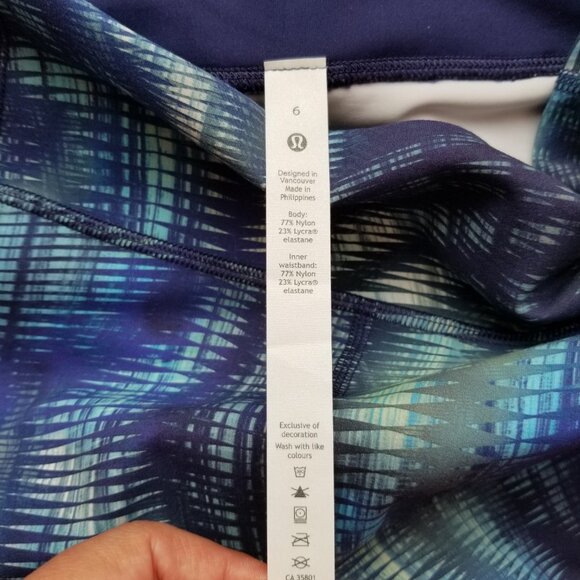 6
Designed in
Vancouver
Made in
Philippines
Body:
77% Nylon
23% Lycra®
elastane
Inner
waistband:
77% Nylon
23% Lycra®
elastane
Exclusive of
decoration
Wash with like
colours
CA 35801